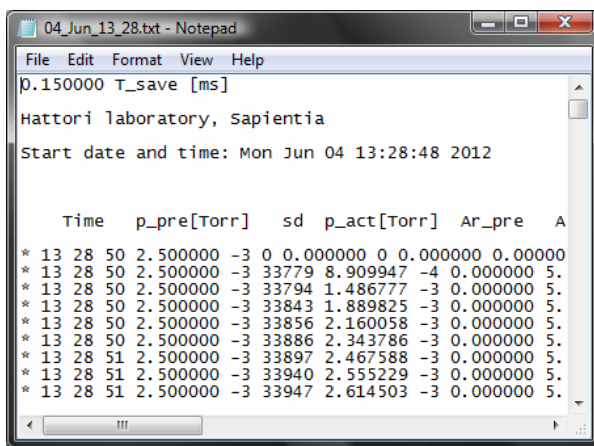 04_Jun_13_28.txt - Notepad
File Edit Format View Help
0.150000 T_save [ms]
Hattori laboratory, Sapientia
Start date and time: Mon Jun 04 13:28:48 2012
Time p_pre[Torr] sd p_act[Torr] Ar_pre A
* 13 28 50 2.500000 -3 0 0.000000 0 0.000000 0.00000
* 13 28 50 2.500000 -3 33779 8.909947 -4 0.000000 5.
* 13 28 50 2.500000 -3 33794 1.486777 -3 0.000000 5.
* 13 28 50 2.500000 -3 33843 1.889825 -3 0.000000 5.
* 13 28 50 2.500000 -3 33856 2.160058 -3 0.000000 5.
* 13 28 50 2.500000 -3 33886 2.343786 -3 0.000000 5.
* 13 28 51 2.500000 -3 33897 2.467588 -3 0.000000 5.
* 13 28 51 2.500000 -3 33940 2.555229 -3 0.000000 5.
* 13 28 51 2.500000 -3 33947 2.614503 -3 0.000000 5.